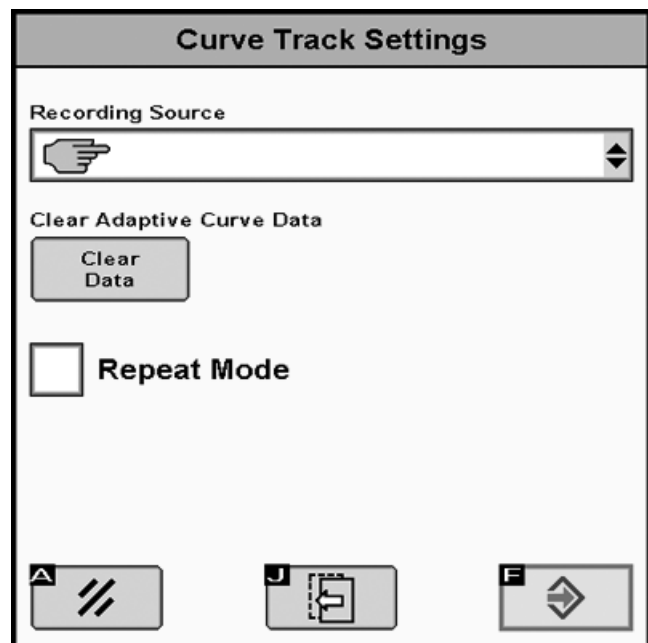 Curve Track Settings
Recording Source
Clear Adaptive Curve Data
Clear
Data
Repeat Mode
A
J
F